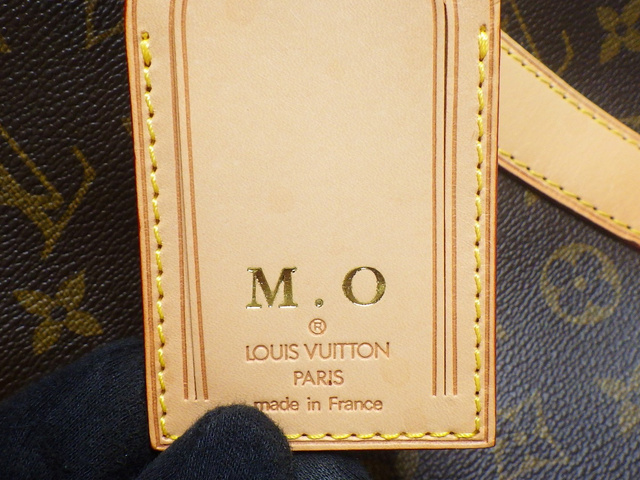 M.O
®
LOUIS VUITTON
PARIS
made in France